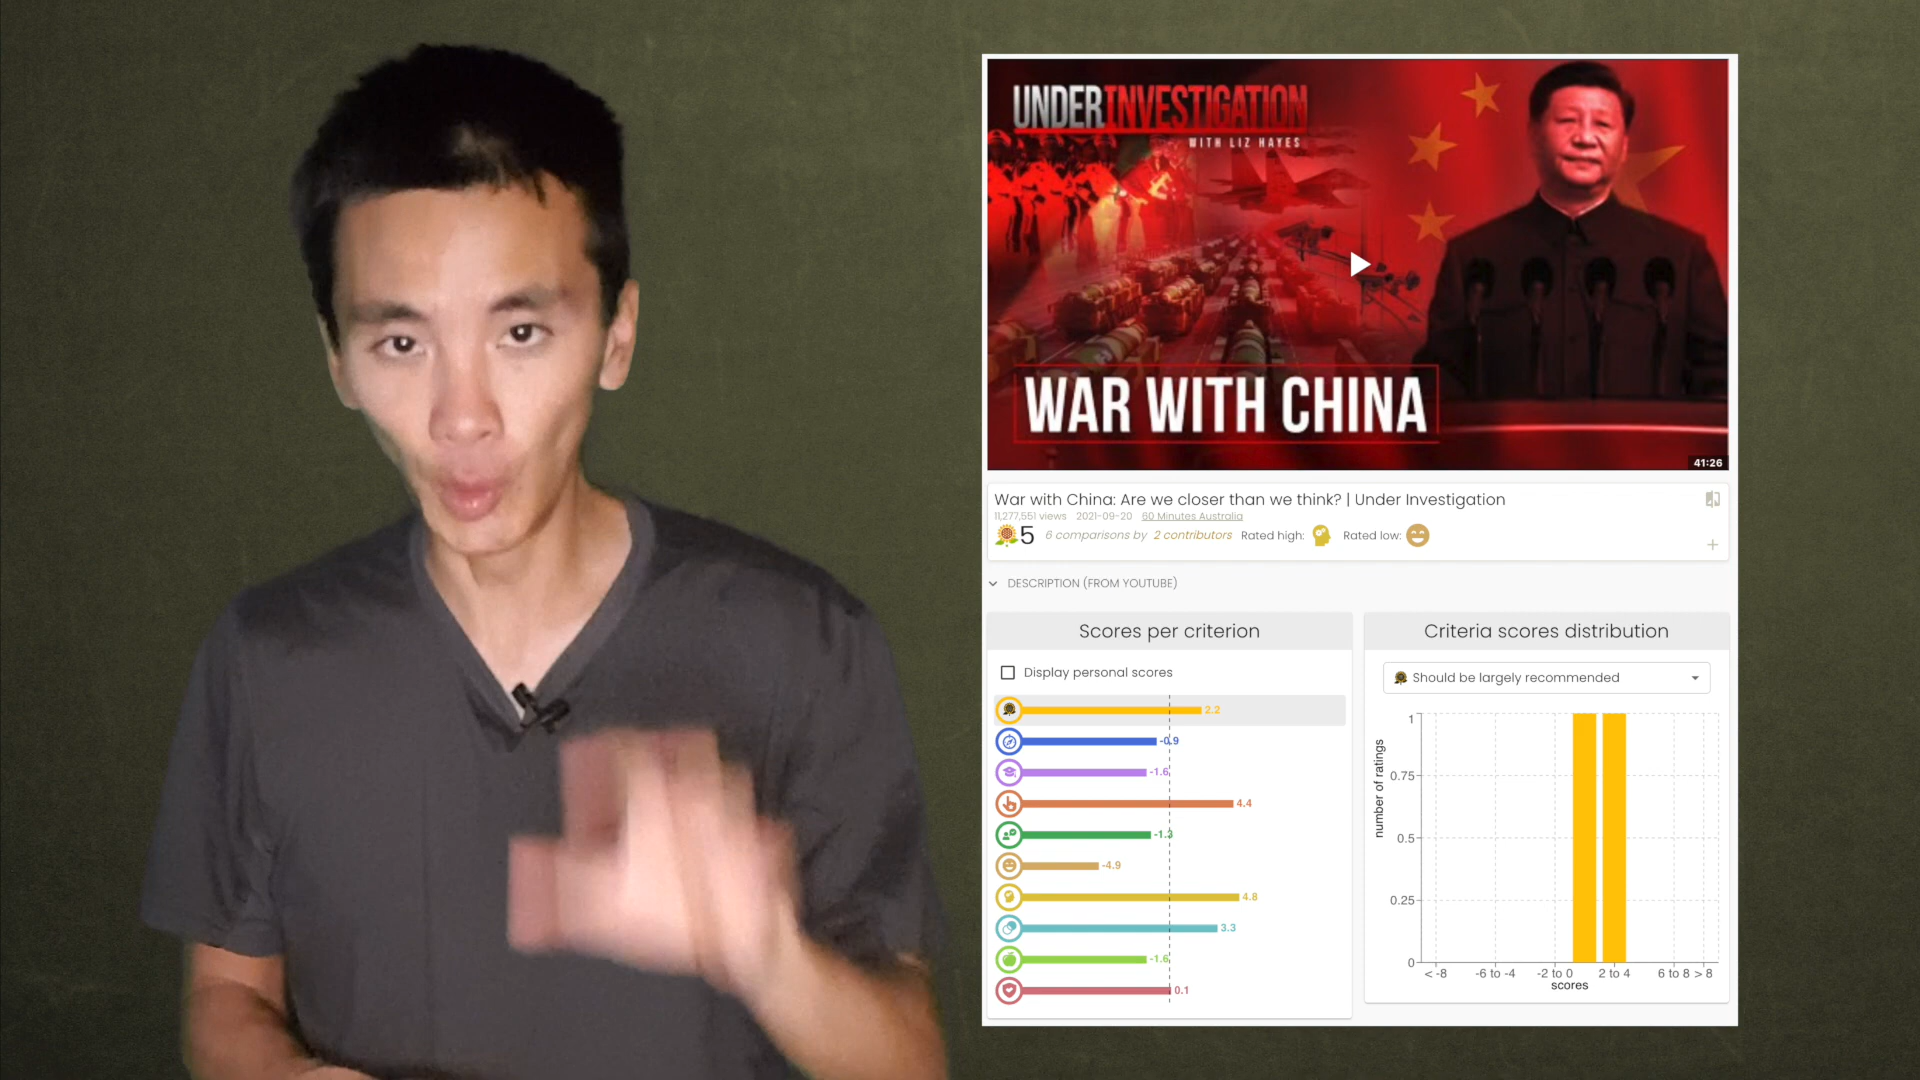 UNDERINVESTIGATION
WITH LIZ HAYES
WAR WITH CHINA
41:26
War with China: Are we closer than we think? | Under Investigation
11,277,551 views 2021-09-20 60 Minutes Australia
5 6 comparisons by 2 contributors Rated high: Rated low:
DESCRIPTION (FROM YOUTUBE)
Scores per criterion
Display personal scores
2.2
-0.9
-1.6
4.4
-1.3
-4.9
4.8
3.3
-1.6
0.1
Criteria scores distribution
Should be largely recommended
number of ratings
1
0.75
0.5
0.25
0
< -8 -6 to -4 -2 to 0 2 to 4 6 to 8 > 8
scores